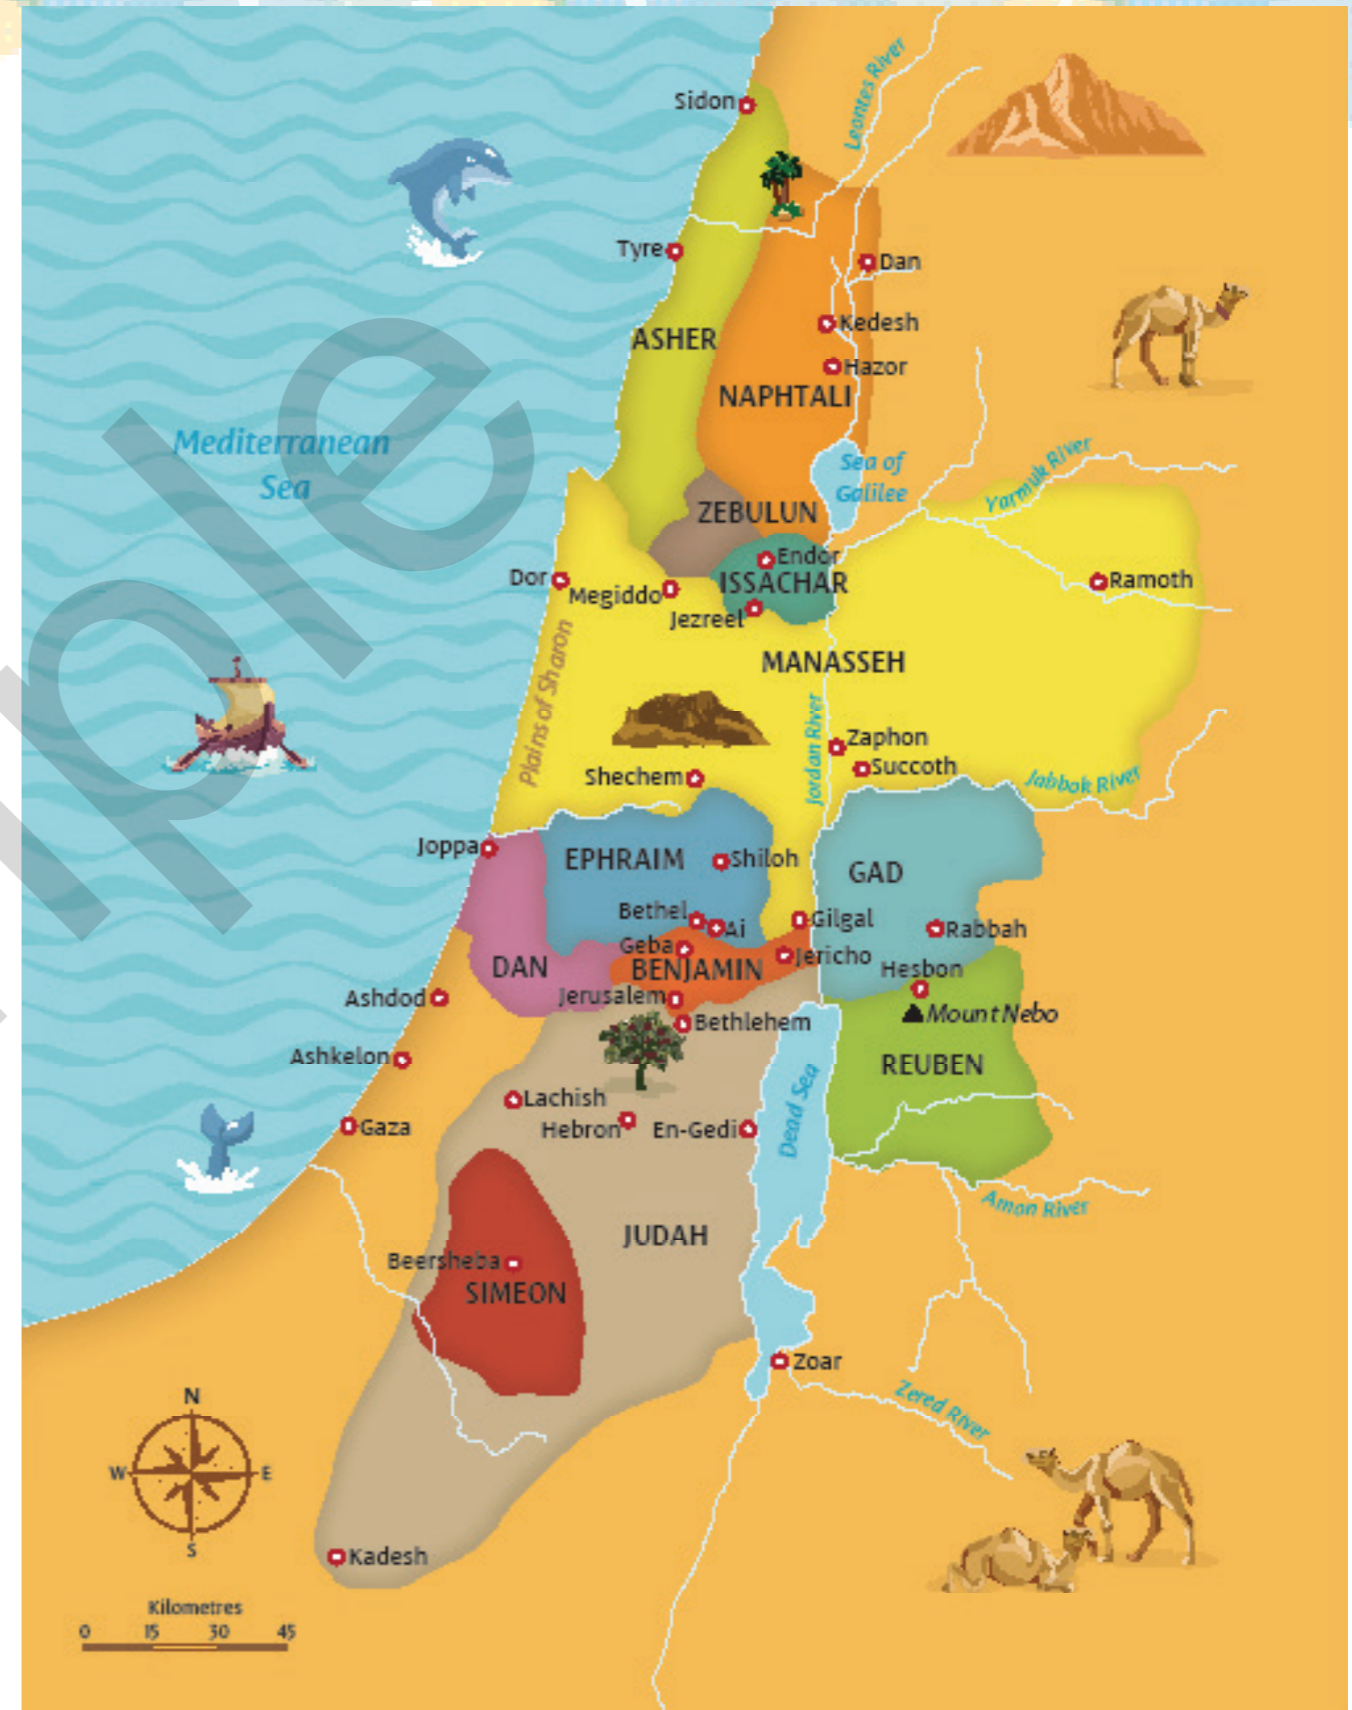 Sidon
Leontes River
Tyre
Dan
Kedesh
ASHER
Hazor
NAPHTALI
Mediterranean
Sea
Sea of
Galilee
Yarmuk River
ZEBULUN
Endor
Dor
Megiddo
ISSACHAR
Ramoth
Jezreel
Plains of Sharon
MANASSEH
Jordan River
Zaphon
Shechem
Succoth
Jabbok River
Joppa
EPHRAIM
Shiloh
GAD
Bethel
Ai
Gilgal
Rabbah
Geba
DAN
BENJAMIN
Jericho
Hesbon
Ashdod
Jerusalem
Mount Nebo
Bethlehem
Ashkelon
REUBEN
Dead Sea
Lachish
Gaza
Hebron
En-Gedi
Arnon River
JUDAH
Beersheba
SIMEON
Zoar
Zered River
N
W
E
S
Kadesh
Kilometres
0 15 30 45
ple